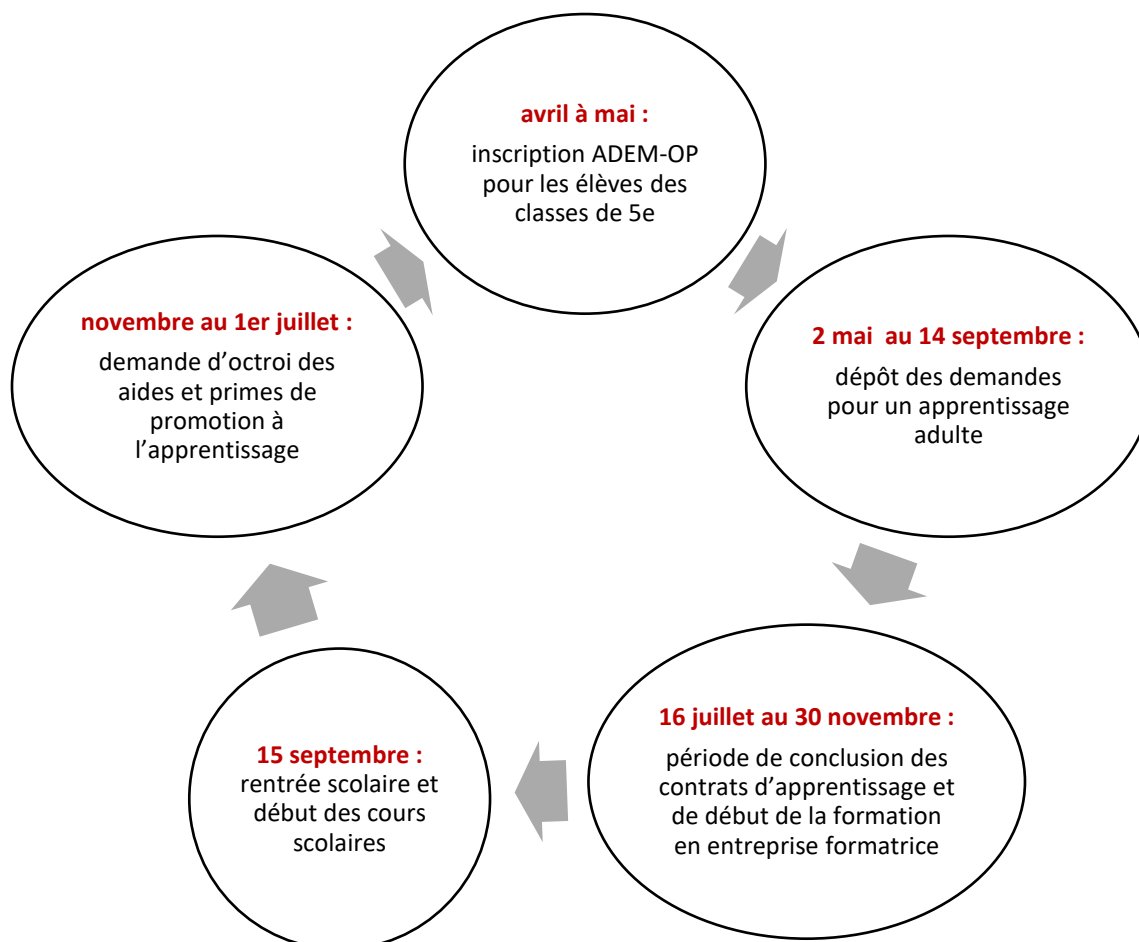 avril à mai :
inscription ADEM-OP
pour les élèves des
classes de 5e
2 mai  au 14 septembre :
dépôt des demandes
pour un apprentissage
adulte
16 juillet au 30 novembre :
période de conclusion des
contrats d’apprentissage et
de début de la formation
en entreprise formatrice
15 septembre :
rentrée scolaire et
début des cours
scolaires
novembre au 1er juillet :
demande d’octroi des
aides et primes de
promotion à
l’apprentissage